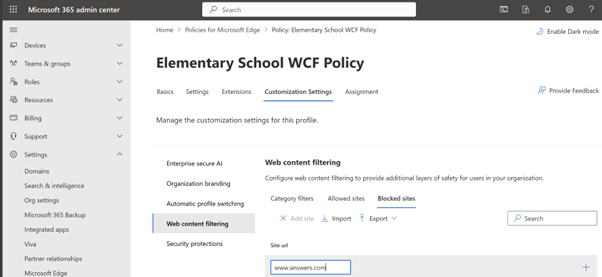 Microsoft 365 admin center
Search
Home > Policies for Microsoft Edge > Policy: Elementary School WCF Policy
Enable Dark mode
Devices
Teams & groups
Roles
Resources
Billing
Support
Settings
Domains
Search & intelligence
Org settings
Microsoft 365 Backup
Integrated apps
Viva
Partner relationships
Microsoft Edge
Elementary School WCF Policy
Basics Settings Extensions Customization Settings Assignment
Provide Feedback
Manage the customization settings for this profile.
Enterprise secure AI
Organization branding
Automatic profile switching
Web content filtering
Security protections
Web content filtering
Configure web content filtering to provide additional layers of safety for users in your organization.
Category filters Allowed sites Blocked sites
Add site Import Export
Search
Site url
www.answers.com